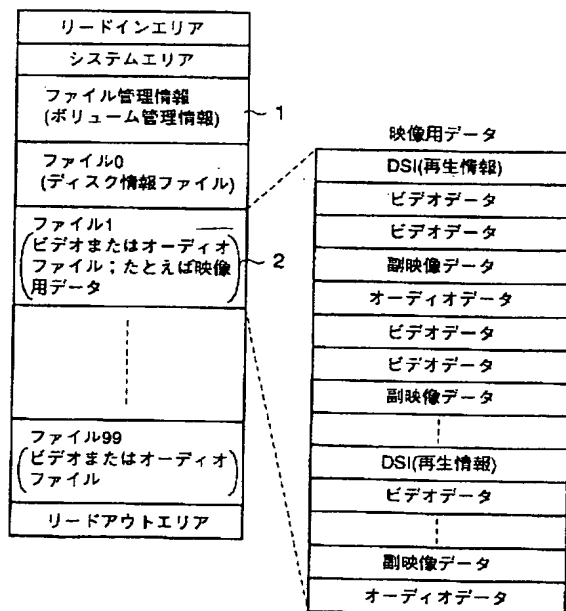 リードインエリア
システムエリア
ファイル管理情報
(ボリューム管理情報)
1
ファイル0
(ディスク情報ファイル)
ファイル1
ビデオまたはオーディオ
ファイル;たとえば映像
用データ
2
ファイル99
ビデオまたはオーディオ
ファイル
リードアウトエリア
映像用データ
DSI(再生情報)
ビデオデータ
ビデオデータ
副映像データ
オーディオデータ
ビデオデータ
ビデオデータ
副映像データ
DSI(再生情報)
ビデオデータ
副映像データ
オーディオデータ